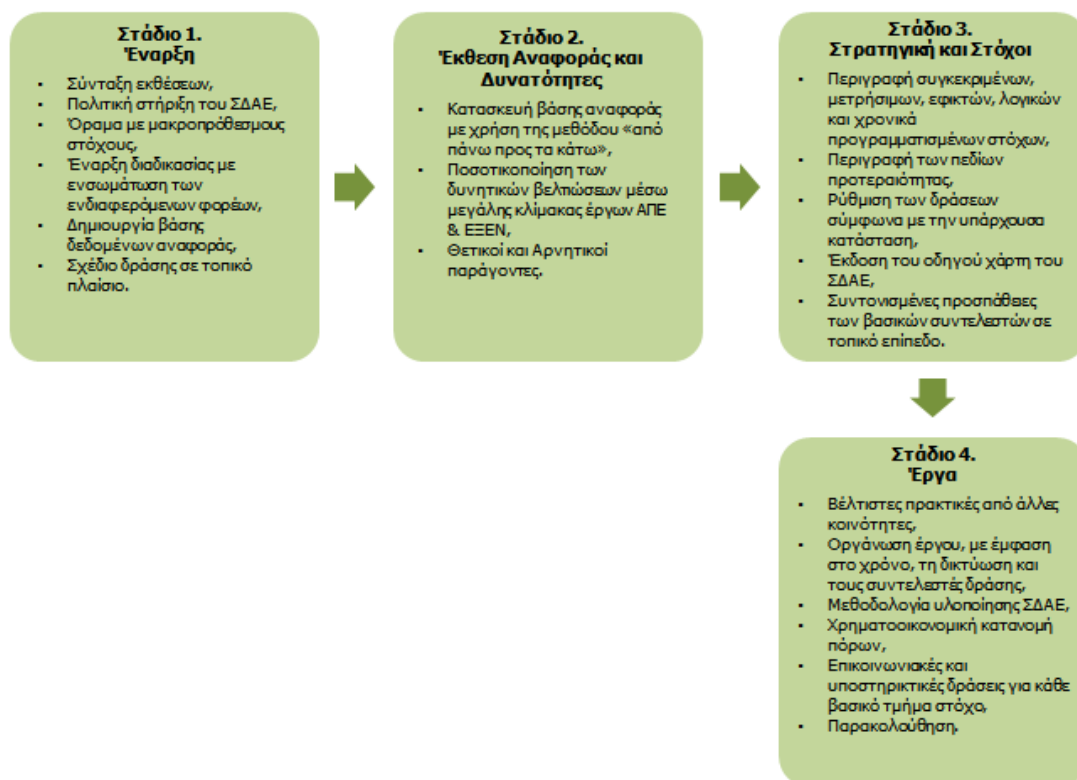 Στάδιο 1.
Έναρξη
▪ Σύνταξη εκθέσεων,
▪ Πολιτική στήριξη του ΣΔΑΕ,
▪ Όραμα με μακροπρόθεσμους
στόχους,
▪ Έναρξη διαδικασίας με
ενσωμάτωση των
ενδιαφερόμενων φορέων,
▪ Δημιουργία βάσης
δεδομένων αναφοράς,
▪ Σχέδιο δράσης σε τοπικό
πλαίσιο.
Στάδιο 2.
Έκθεση Αναφοράς και
Δυνατότητες
▪ Κατασκευή βάσης αναφοράς
με χρήση της μεθόδου «από
πάνω προς τα κάτω»,
▪ Ποσοτικοποίηση των
δυνητικών βελτιώσεων μέσω
μεγάλης κλίμακας έργων ΑΠΕ
& ΕΞΕΝ,
▪ Θετικοί και Αρνητικοί
παράγοντες.
Στάδιο 3.
Στρατηγική και Στόχοι
▪ Περιγραφή συγκεκριμένων,
μετρήσιμων, εφικτών, λογικών
και χρονικά
προγραμματισμένων στόχων,
▪ Περιγραφή των πεδίων
προτεραιότητας,
▪ Ρύθμιση των δράσεων
σύμφωνα με την υπάρχουσα
κατάσταση,
▪ Έκδοση του οδηγού χάρτη του
ΣΔΑΕ,
▪ Συντονισμένες προσπάθειες
των βασικών συντελεστών σε
τοπικό επίπεδο.
Στάδιο 4.
Έργα
▪ Βέλτιστες πρακτικές από άλλες
κοινότητες,
▪ Οργάνωση έργου, με έμφαση
στο χρόνο, τη δικτύωση και
τους συντελεστές δράσης,
▪ Μεθοδολογία υλοποίησης ΣΔΑΕ,
▪ Χρηματοοικονομική κατανομή
πόρων,
▪ Επικοινωνιακές και
υποστηρικτικές δράσεις για κάθε
βασικό τμήμα στόχο,
▪ Παρακολούθηση.